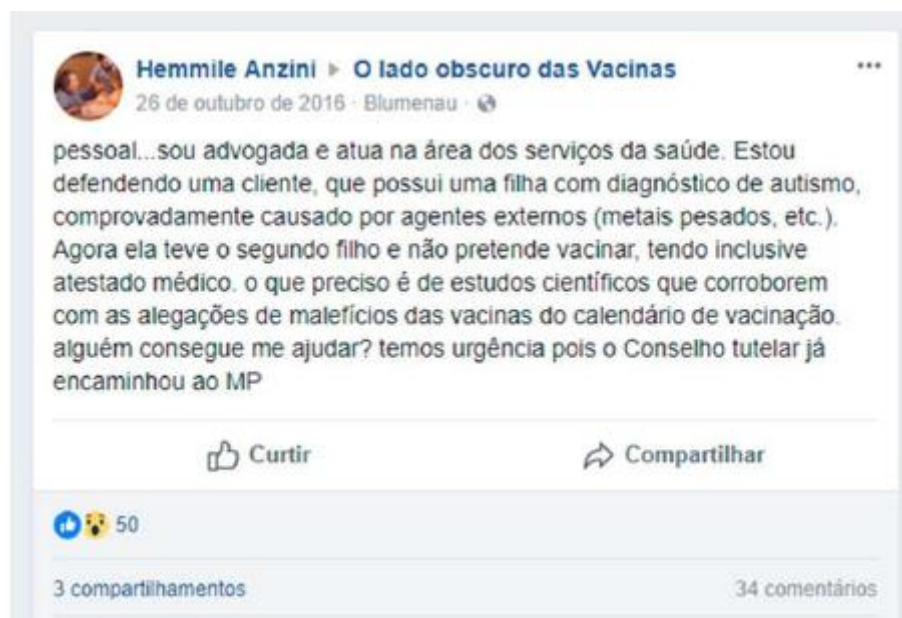 Hemmile Anzini ▸ O lado obscuro das Vacinas
26 de outubro de 2016 · Blumenau ·
pessoal...sou advogada e atua na área dos serviços da saúde. Estou
defendendo uma cliente, que possui uma filha com diagnóstico de autismo,
comprovadamente causado por agentes externos (metais pesados, etc.).
Agora ela teve o segundo filho e não pretende vacinar, tendo inclusive
atestado médico. o que preciso é de estudos científicos que corroborem
com as alegações de malefícios das vacinas do calendário de vacinação.
alguém consegue me ajudar? temos urgência pois o Conselho tutelar já
encaminhou ao MP
Curtir Compartilhar
50
3 compartilhamentos 34 comentários